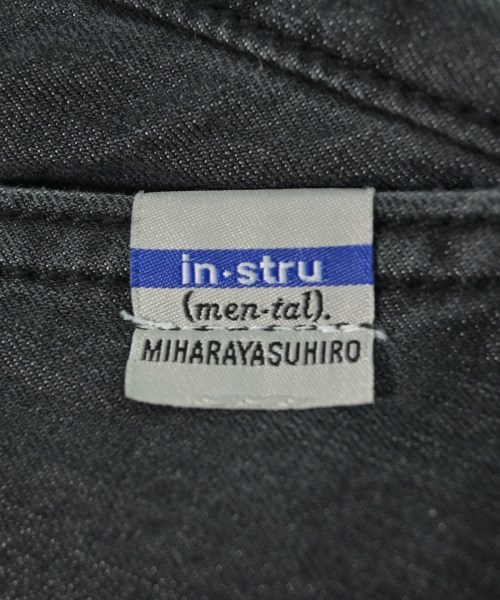 in·stru
(men-tal).
MIHARAYASUHIRO